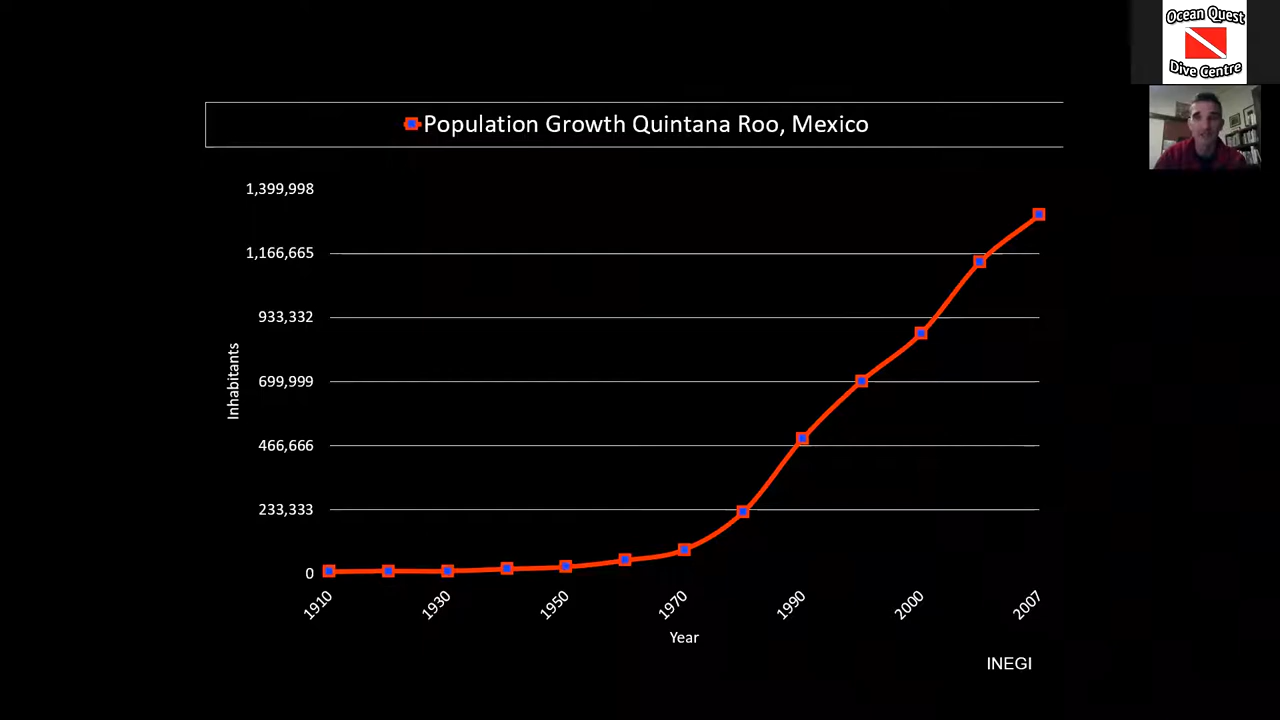 Ocean Quest
Dive Centre
Population Growth Quintana Roo, Mexico
1,399,998
1,166,665
933,332
699,999
466,666
233,333
0
Inhabitants
1910
1930
1950
1970
1990
2000
2007
Year
INEGI